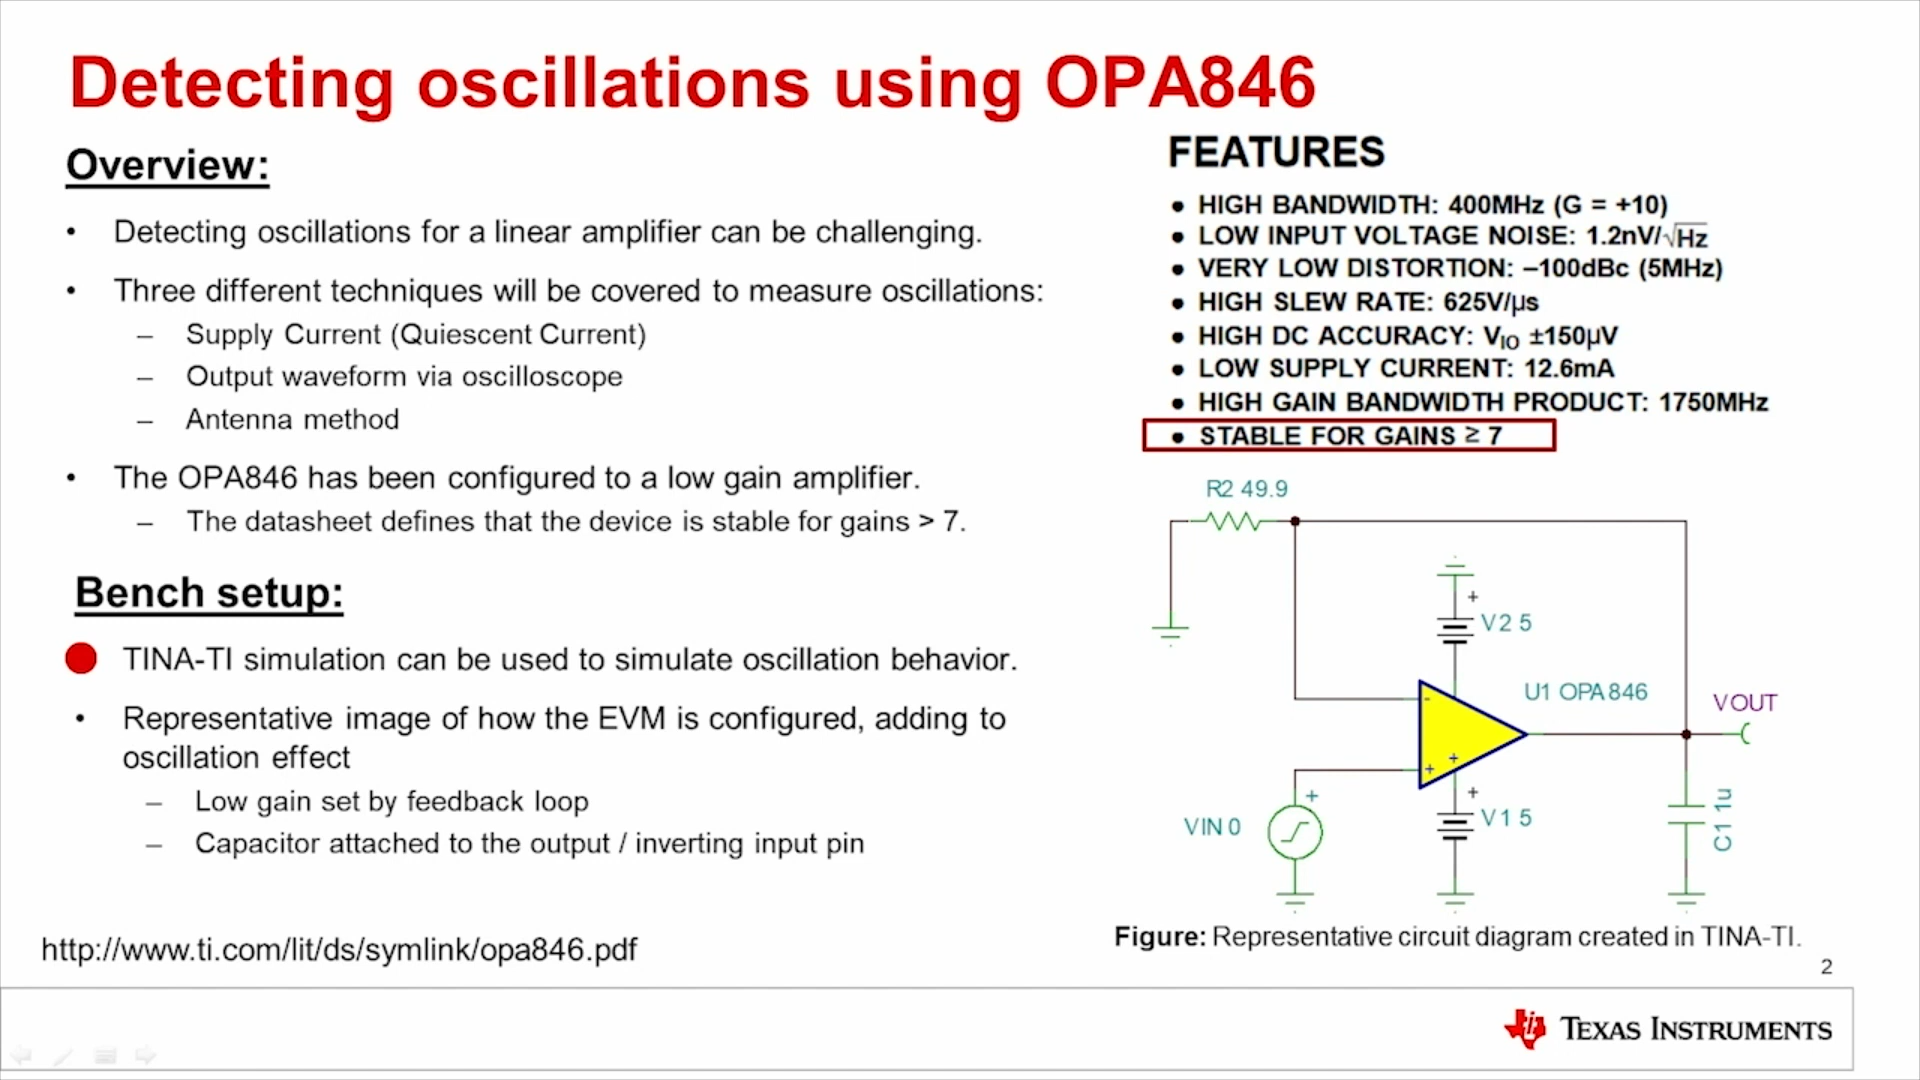 Detecting oscillations using OPA846
Overview:
• Detecting oscillations for a linear amplifier can be challenging.
• Three different techniques will be covered to measure oscillations:
– Supply Current (Quiescent Current)
– Output waveform via oscilloscope
– Antenna method
• The OPA846 has been configured to a low gain amplifier.
– The datasheet defines that the device is stable for gains > 7.
Bench setup:
TINA-TI simulation can be used to simulate oscillation behavior.
• Representative image of how the EVM is configured, adding to
oscillation effect
– Low gain set by feedback loop
– Capacitor attached to the output / inverting input pin
http://www.ti.com/lit/ds/symlink/opa846.pdf
FEATURES
● HIGH BANDWIDTH: 400MHz (G = +10)
● LOW INPUT VOLTAGE NOISE: 1.2nV/√Hz
● VERY LOW DISTORTION: –100dBc (5MHz)
● HIGH SLEW RATE: 625V/µs
● HIGH DC ACCURACY: VIO ±150µV
● LOW SUPPLY CURRENT: 12.6mA
● HIGH GAIN BANDWIDTH PRODUCT: 1750MHz
● STABLE FOR GAINS ≥ 7
R2 49.9
+
V2 5
U1 OPA846
VOUT
-
+
+
+
V1 5
+
VIN 0
C1 1u
Figure: Representative circuit diagram created in TINA-TI.
2
TEXAS INSTRUMENTS